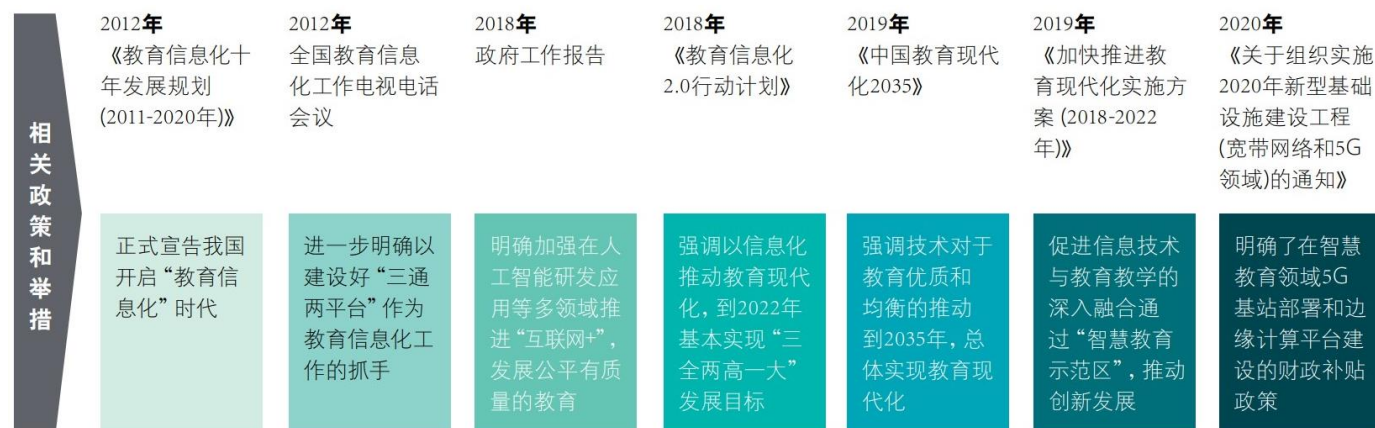 相关政策和举措
2012年
《教育信息化十
年发展规划
(2011-2020年)》
正式宣告我国
开启“教育信
息化”时代
2012年
全国教育信息
化工作电视电话
会议
进一步明确以
建设好“三通
两平台”作为
教育信息化工
作的抓手
2018年
政府工作报告
明确加强在人
工智能研发应
用等多领域推
进“互联网+”，
发展公平有质
量的教育
2018年
《教育信息化
2.0行动计划》
强调以信息化
推动教育现代
化，到2022年
基本实现“三
全两高一大”
发展目标
2019年
《中国教育现代
化2035》
强调技术对于
教育优质和
均衡的推动
到2035年，总
体实现教育现
代化
2019年
《加快推进教
育现代化实施方
案 (2018-2022
年)》
促进信息技术
与教育教学的
深入融合通
过“智慧教育
示范区”，推动
创新发展
2020年
《关于组织实施
2020年新型基础
设施建设工程
(宽带网络和5G
领域)的通知》
明确了在智慧
教育领域5G
基站部署和边
缘计算平台建
设的财政补贴
政策